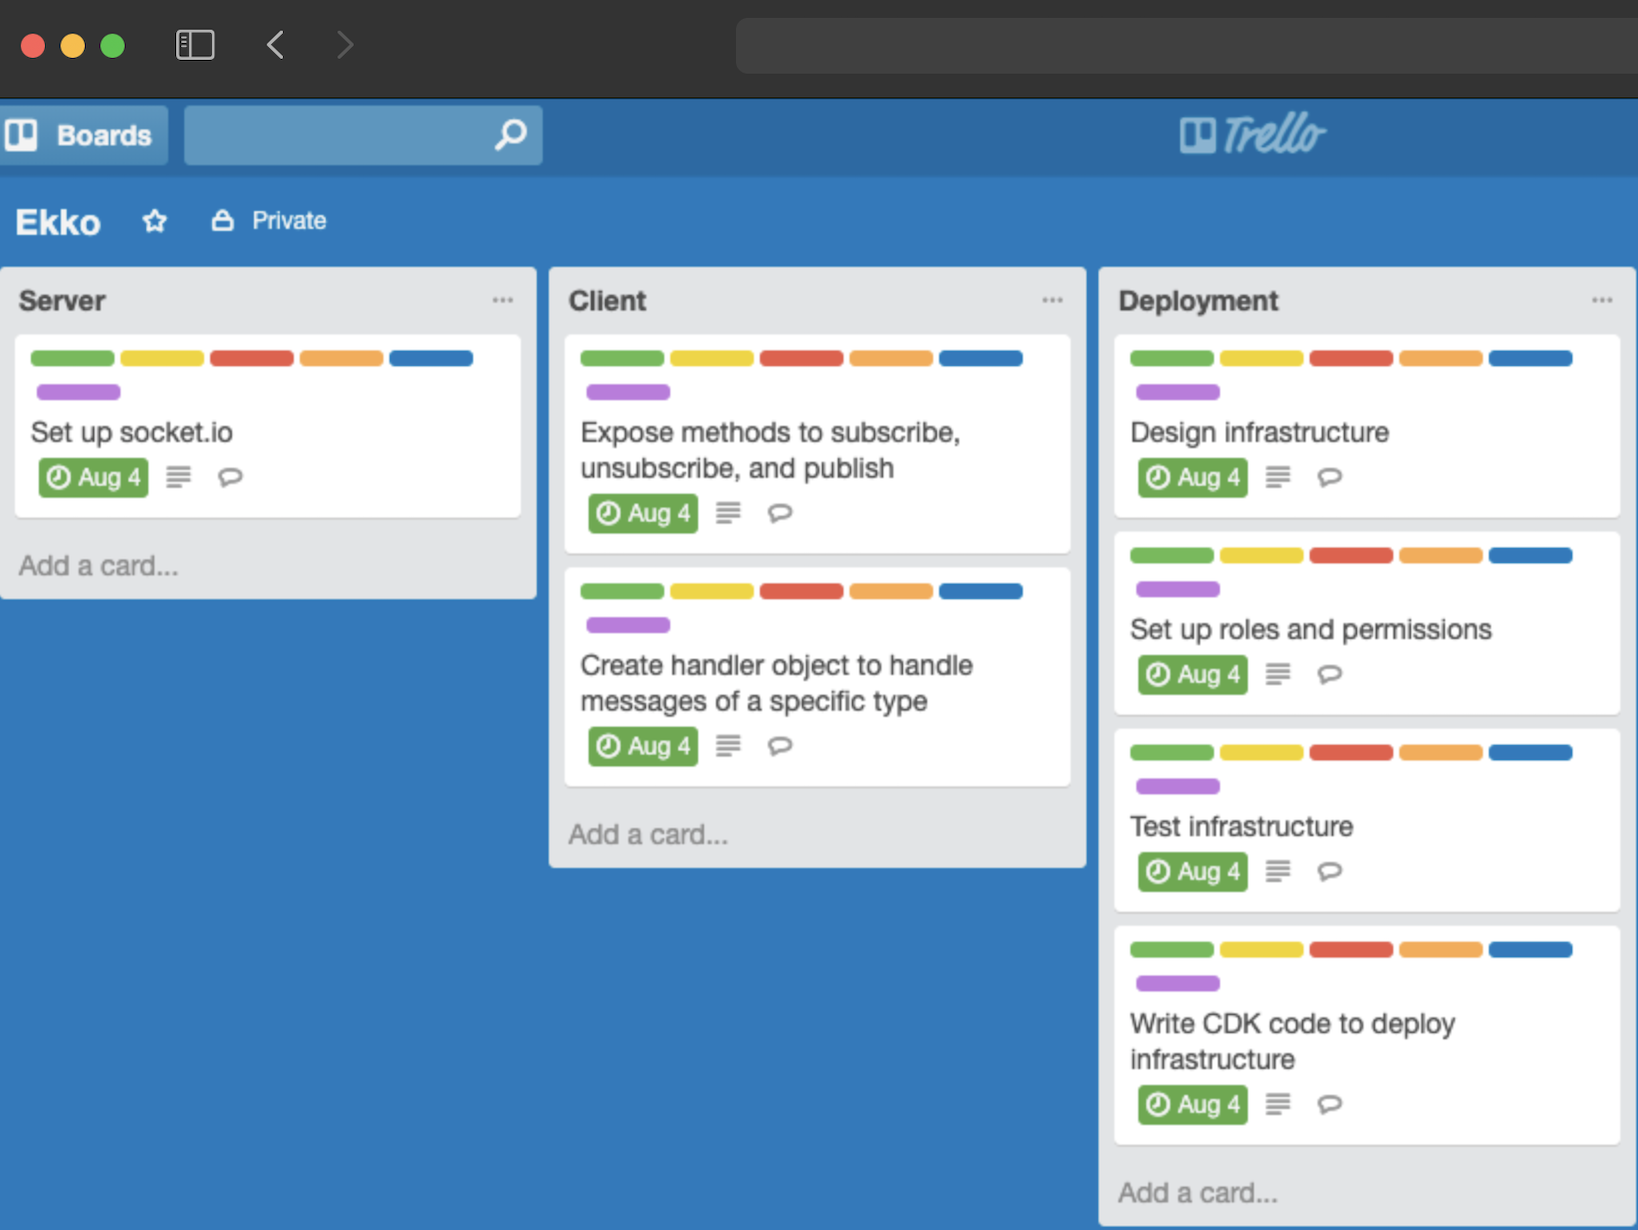 Boards
Trello
Ekko
Private
Server
Set up socket.io
Aug 4
Add a card...
Client
Expose methods to subscribe,
unsubscribe, and publish
Aug 4
Create handler object to handle
messages of a specific type
Aug 4
Add a card...
Deployment
Design infrastructure
Aug 4
Set up roles and permissions
Aug 4
Test infrastructure
Aug 4
Write CDK code to deploy
infrastructure
Aug 4
Add a card...